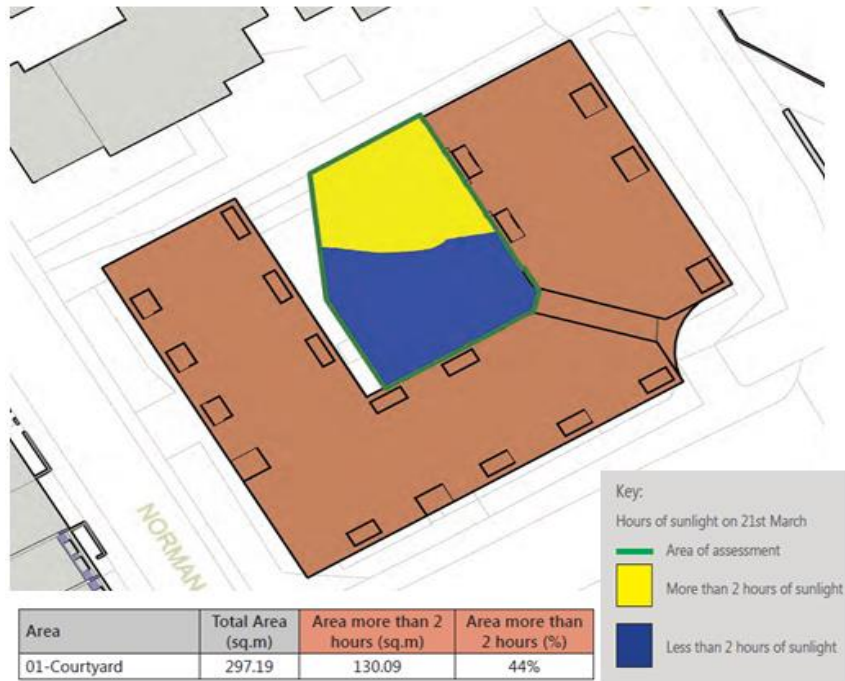 NORMAN
Key:
Hours of sunlight on 21st March
Area of assessment
More than 2 hours of sunlight
Less than 2 hours of sunlight
Area Total Area (sq.m) Area more than 2 hours (sq.m) Area more than 2 hours (%)
01-Courtyard 297.19 130.09 44%